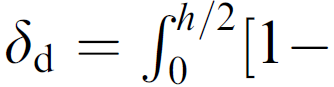 δ_d = ∫_0^{h/2} [1 −